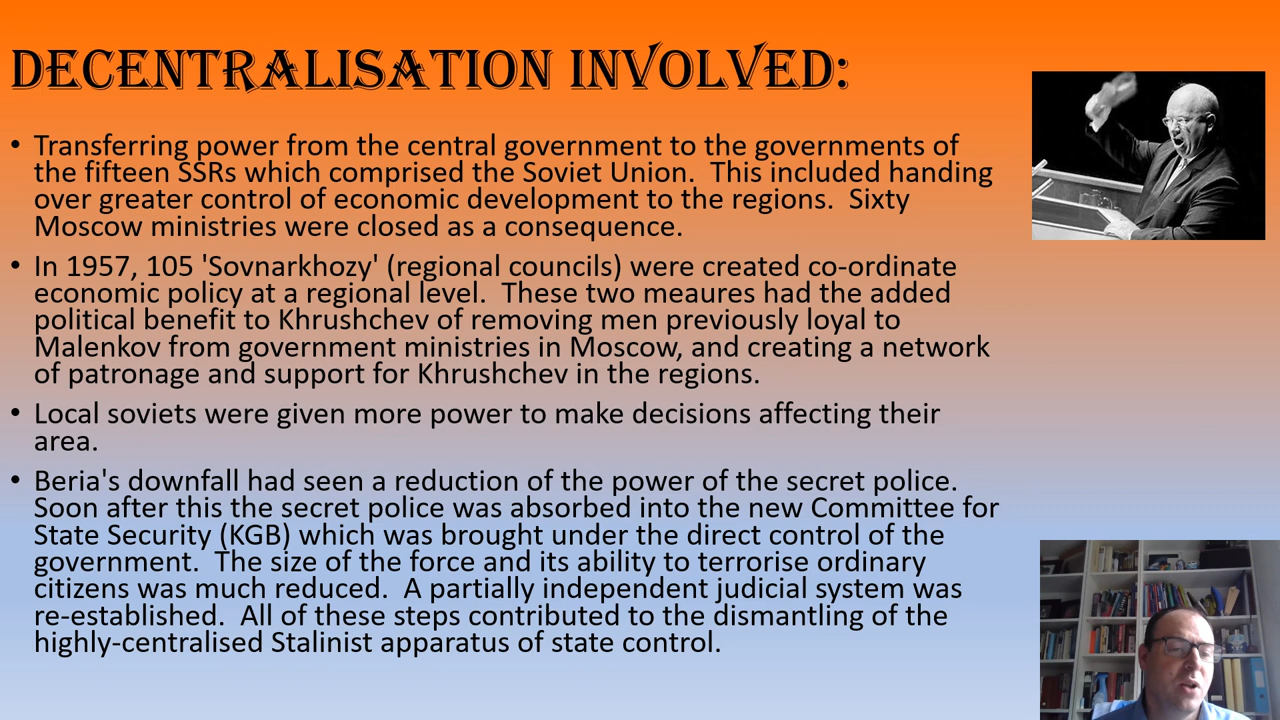 DECENTRALISATION INVOLVED:
• Transferring power from the central government to the governments of
the fifteen SSRs which comprised the Soviet Union.  This included handing
over greater control of economic development to the regions.  Sixty
Moscow ministries were closed as a consequence.
• In 1957, 105 'Sovnarkhozy' (regional councils) were created co-ordinate
economic policy at a regional level.  These two meaures had the added
political benefit to Khrushchev of removing men previously loyal to
Malenkov from government ministries in Moscow, and creating a network
of patronage and support for Khrushchev in the regions.
• Local soviets were given more power to make decisions affecting their
area.
• Beria's downfall had seen a reduction of the power of the secret police.
Soon after this the secret police was absorbed into the new Committee for
State Security (KGB) which was brought under the direct control of the
government.  The size of the force and its ability to terrorise ordinary
citizens was much reduced.  A partially independent judicial system was
re-established.  All of these steps contributed to the dismantling of the
highly-centralised Stalinist apparatus of state control.